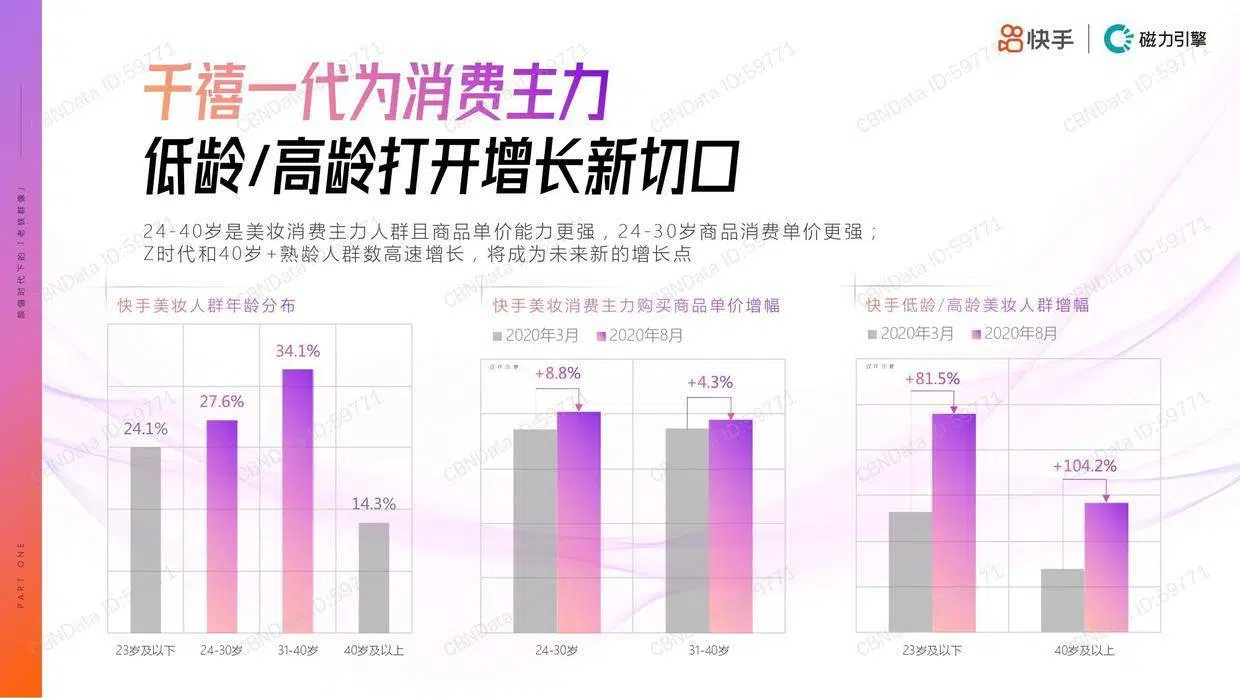 快手 磁力引擎
千禧一代为消费主力
低龄/高龄打开增长新切口
24-40岁是美妆消费主力人群且商品单价能力更强，24-30岁商品消费单价更强；
Z时代和40岁+熟龄人群数高速增长，将成为未来新的增长点
颜值时代下的「老铁群像」
PART ONE
快手美妆人群年龄分布
24.1%
27.6%
34.1%
14.3%
23岁及以下
24-30岁
31-40岁
40岁及以上
快手美妆消费主力购买商品单价增幅
2020年3月
2020年8月
仅作示意
+8.8%
+4.3%
24-30岁
31-40岁
快手低龄/高龄美妆人群增幅
2020年3月
2020年8月
仅作示意
+81.5%
+104.2%
23岁及以下
40岁及以上
CBNData ID:59771